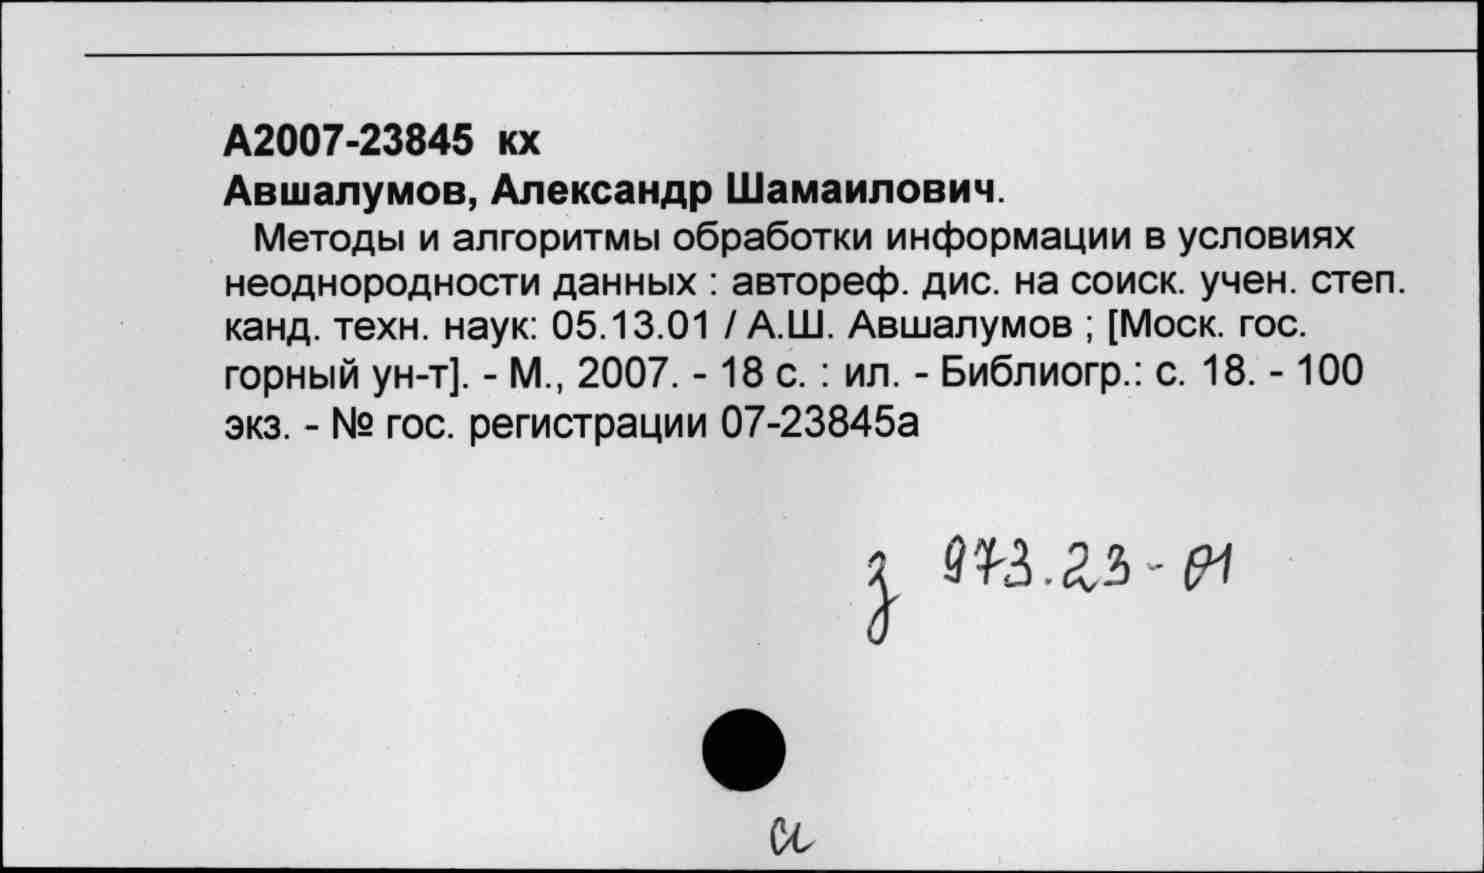 А2007-23845 кх
Авшалумов, Александр Шамаилович.
Методы и алгоритмы обработки информации в условиях
неоднородности данных : автореф. дис. на соиск. учен. степ.
канд. техн. наук: 05.13.01 / А.Ш. Авшалумов ; [Моск. гос.
горный ун-т]. - М., 2007. - 18 с. : ил. - Библиогр.: с. 18. - 100
экз. - № гос. регистрации 07-23845а
з 973.23-01